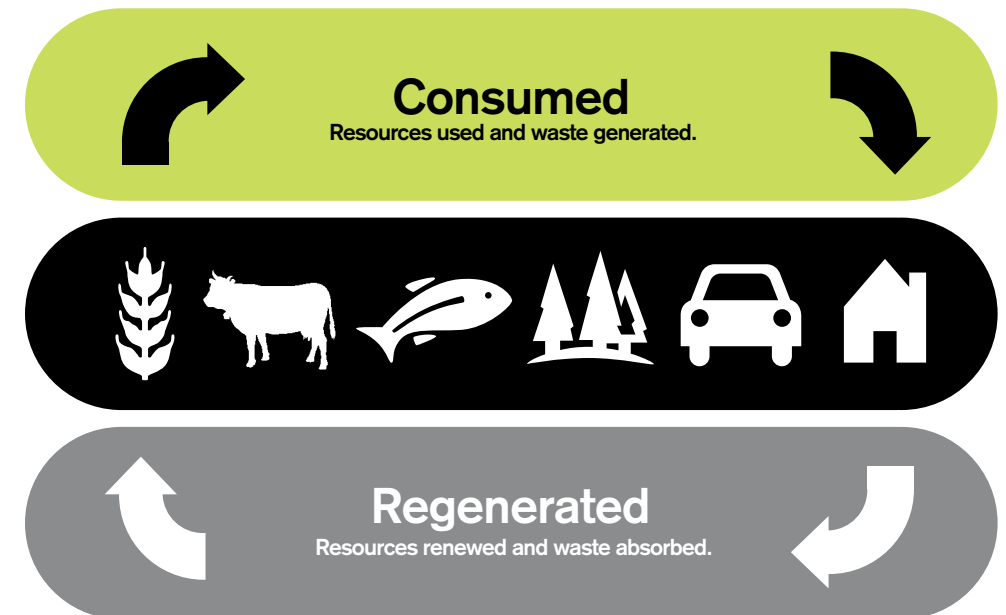 Consumed
Resources used and waste generated.
Regenerated
Resources renewed and waste absorbed.